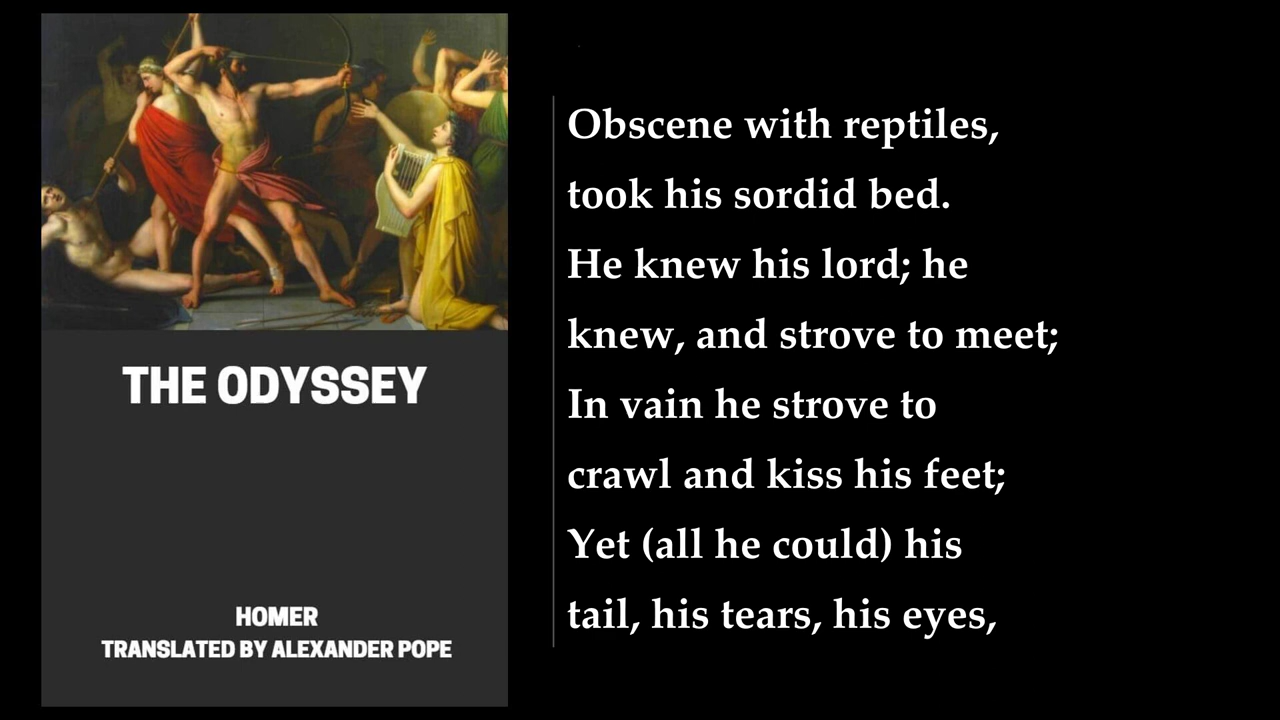 THE ODYSSEY
HOMER
TRANSLATED BY ALEXANDER POPE
Obscene with reptiles,
took his sordid bed.
He knew his lord; he
knew, and strove to meet;
In vain he strove to
crawl and kiss his feet;
Yet (all he could) his
tail, his tears, his eyes,